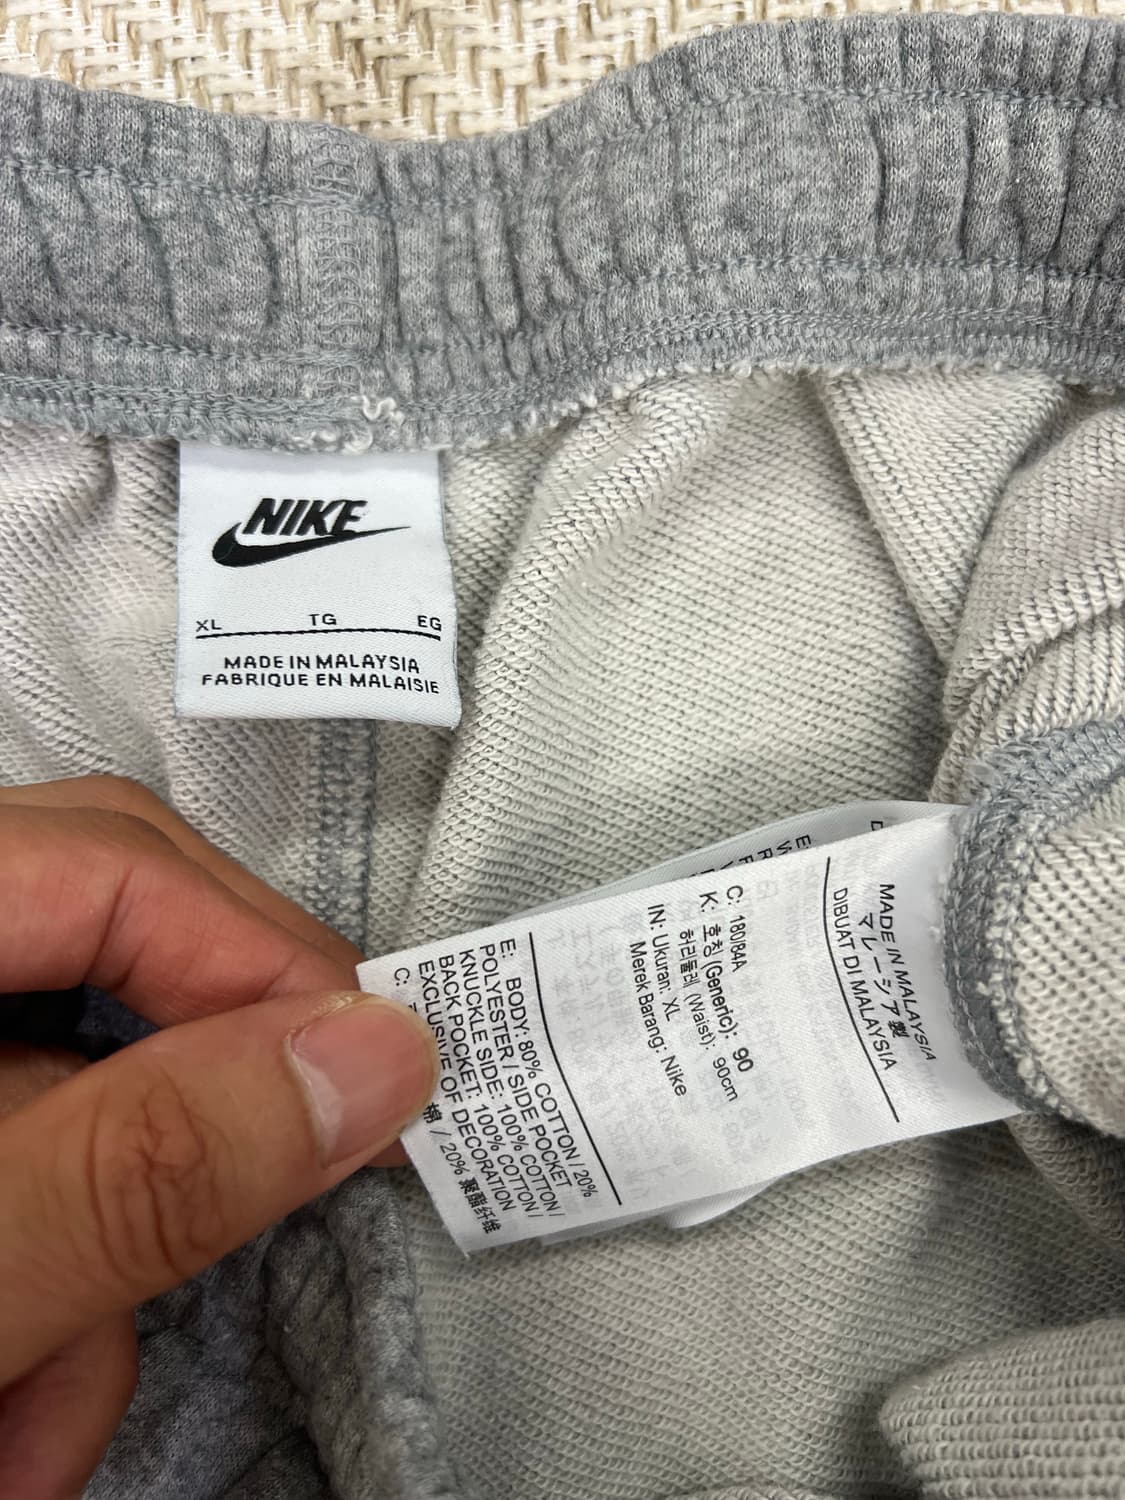 NIKE
XL TG EG
MADE IN MALAYSIA
FABRIQUE EN MALAISIE
MADE IN MALAYSIA
マレーシア製
DIBUAT DI MALAYSIA
C: 180/84A
K: 호칭 (Generic): 90
허리둘레 (Waist): 90cm
IN: Ukuran: XL
Merek Barang: Nike
E: BODY: 80% COTTON / 20%
POLYESTER / SIDE POCKET
KNUCKLE SIDE: 100% COTTON /
BACK POCKET: 100% COTTON /
EXCLUSIVE OF DECORATION
C: 棉 / 20% 聚酯纤维